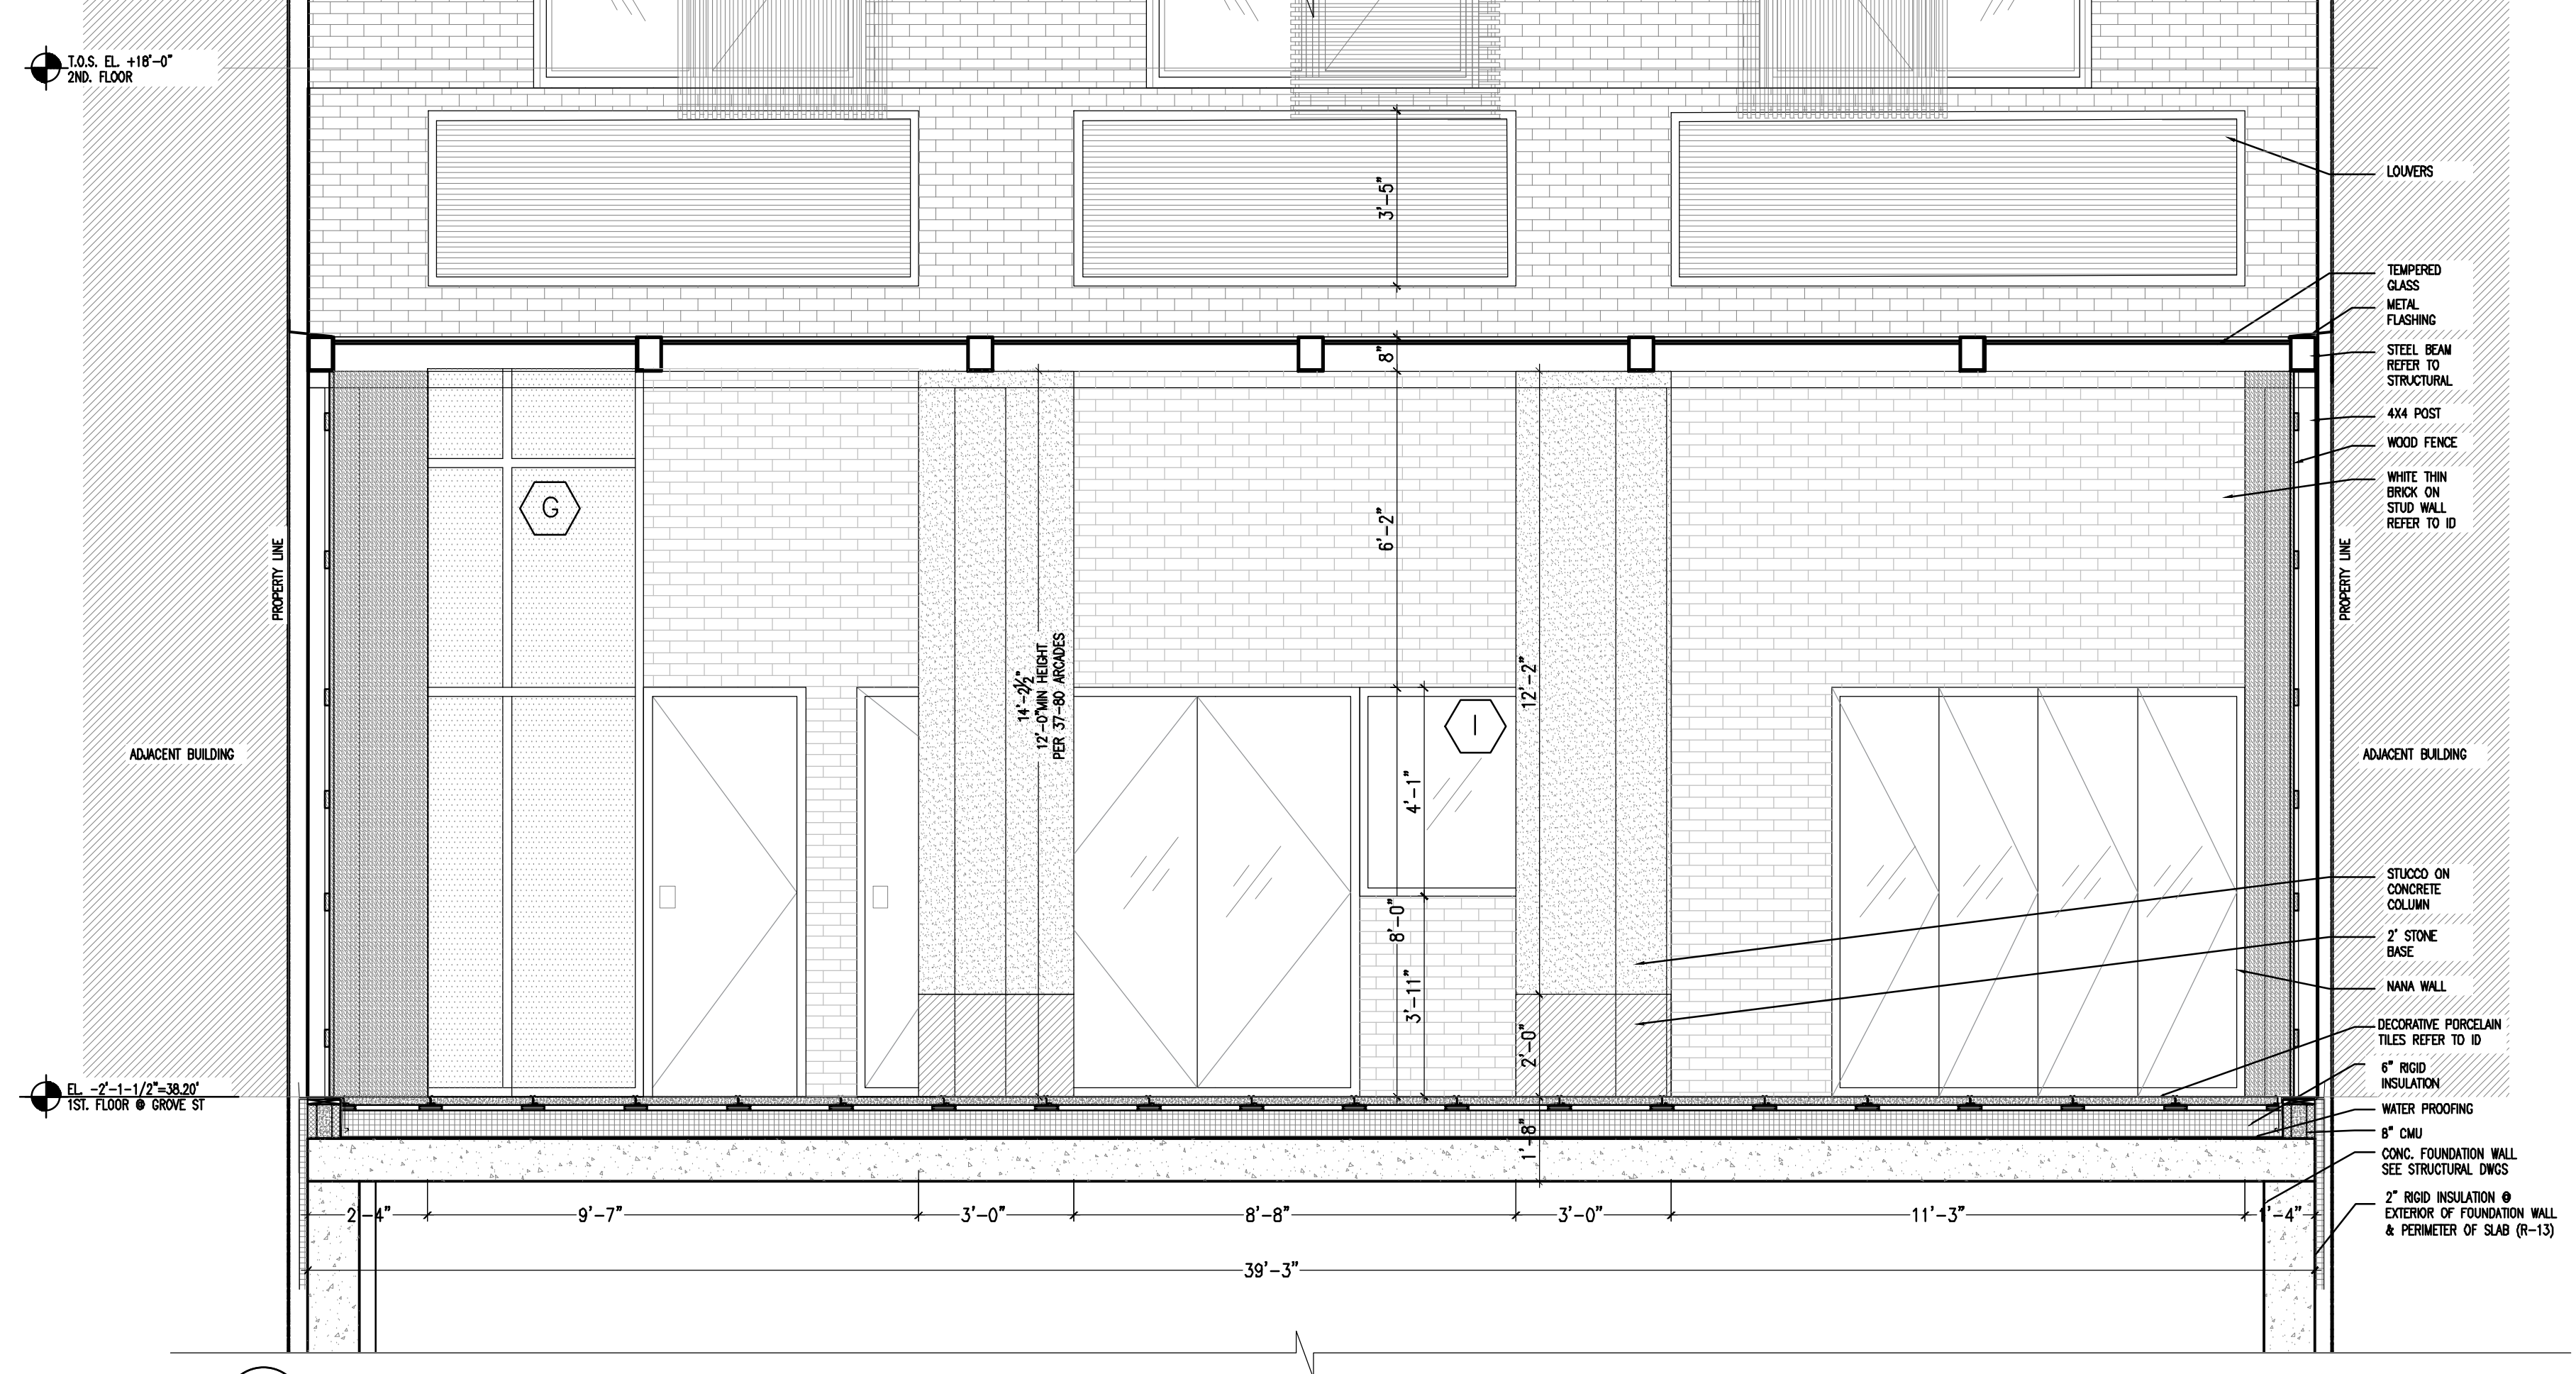 T.O.S. EL. +18'-0"
2ND. FLOOR
LOUVERS
3'-5"
TEMPERED
GLASS
METAL
FLASHING
STEEL BEAM
REFER TO
STRUCTURAL
8"
4X4 POST
WOOD FENCE
WHITE THIN
BRICK ON
STUD WALL
REFER TO ID
G
6'-2"
PROPERTY LINE
PROPERTY LINE
14'-2½"
12'-0"MIN HEIGHT
PER 37-80 ARCADES
12'-2"
I
ADJACENT BUILDING
ADJACENT BUILDING
4'-1"
8'-0"
3'-11"
2'-0"
STUCCO ON
CONCRETE
COLUMN
2' STONE
BASE
NANA WALL
DECORATIVE PORCELAIN
TILES REFER TO ID
EL. -2'-1-1/2"=38.20'
1ST. FLOOR @ GROVE ST
6" RIGID
INSULATION
WATER PROOFING
1'-8"
8" CMU
CONC. FOUNDATION WALL
SEE STRUCTURAL DWGS
2" RIGID INSULATION @
EXTERIOR OF FOUNDATION WALL
& PERIMETER OF SLAB (R-13)
2'-4"
9'-7"
3'-0"
8'-8"
3'-0"
11'-3"
1'-4"
39'-3"